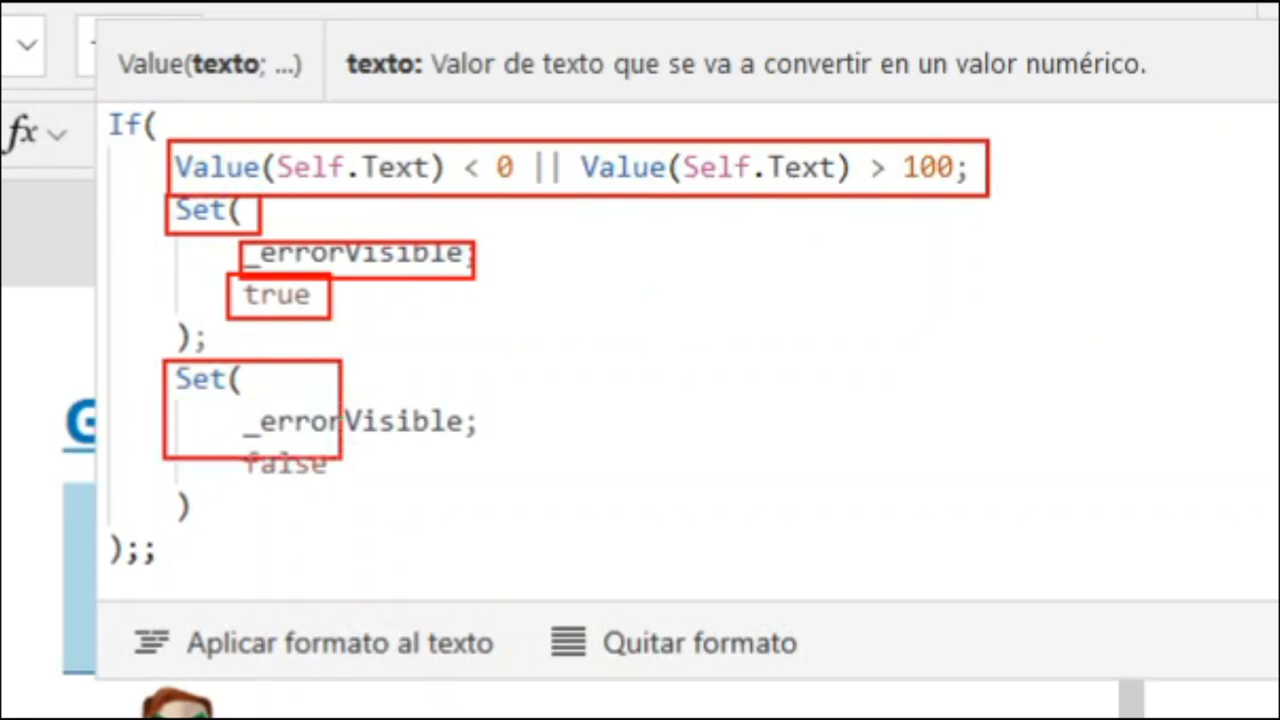 Value(texto; ...) texto: Valor de texto que se va a convertir en un valor numérico.
fx
If(
Value(Self.Text) < 0 || Value(Self.Text) > 100;
Set(
_errorVisible;
true
);
Set(
_errorVisible;
false
)
);;
G
Aplicar formato al texto Quitar formato